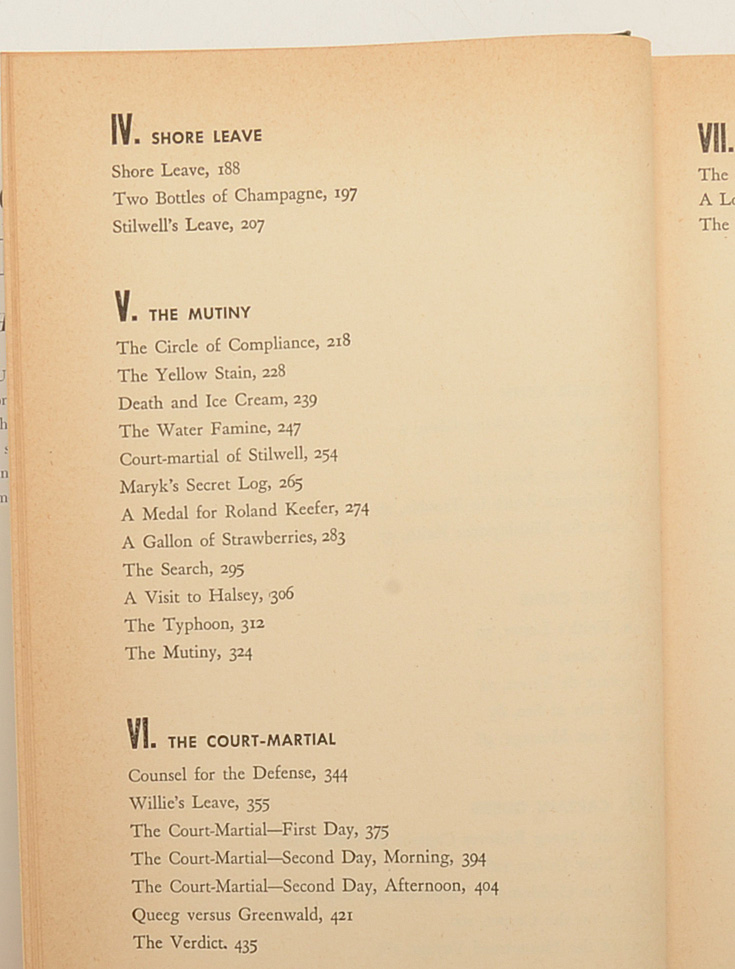 IV. SHORE LEAVE
Shore Leave, 188
Two Bottles of Champagne, 197
Stilwell's Leave, 207
V. THE MUTINY
The Circle of Compliance, 218
The Yellow Stain, 228
Death and Ice Cream, 239
The Water Famine, 247
Court-martial of Stilwell, 254
Maryk's Secret Log, 265
A Medal for Roland Keefer, 274
A Gallon of Strawberries, 283
The Search, 295
A Visit to Halsey, 306
The Typhoon, 312
The Mutiny, 324
VI. THE COURT-MARTIAL
Counsel for the Defense, 344
Willie's Leave, 355
The Court-Martial—First Day, 375
The Court-Martial—Second Day, Morning, 394
The Court-Martial—Second Day, Afternoon, 404
Queeg versus Greenwald, 421
The Verdict. 435
VII.
The
A
The